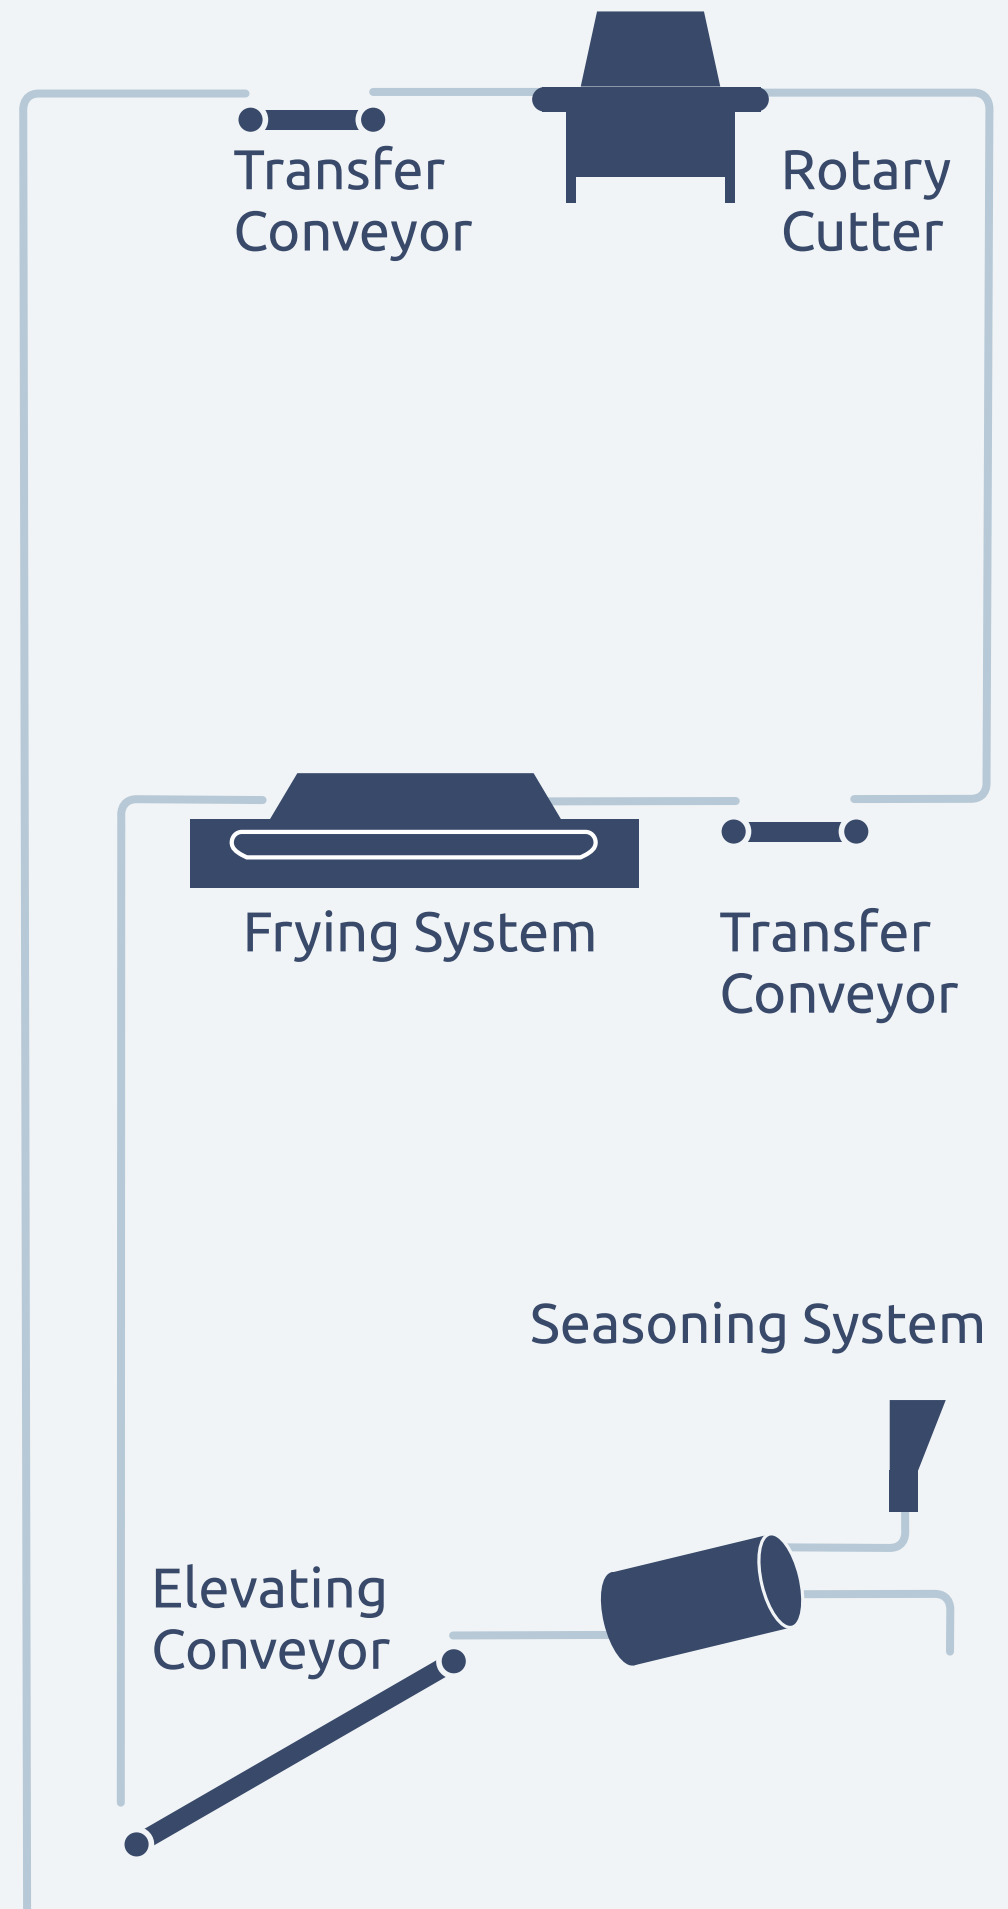 Transfer
Conveyor
Rotary
Cutter
Frying System
Transfer
Conveyor
Seasoning System
Elevating
Conveyor